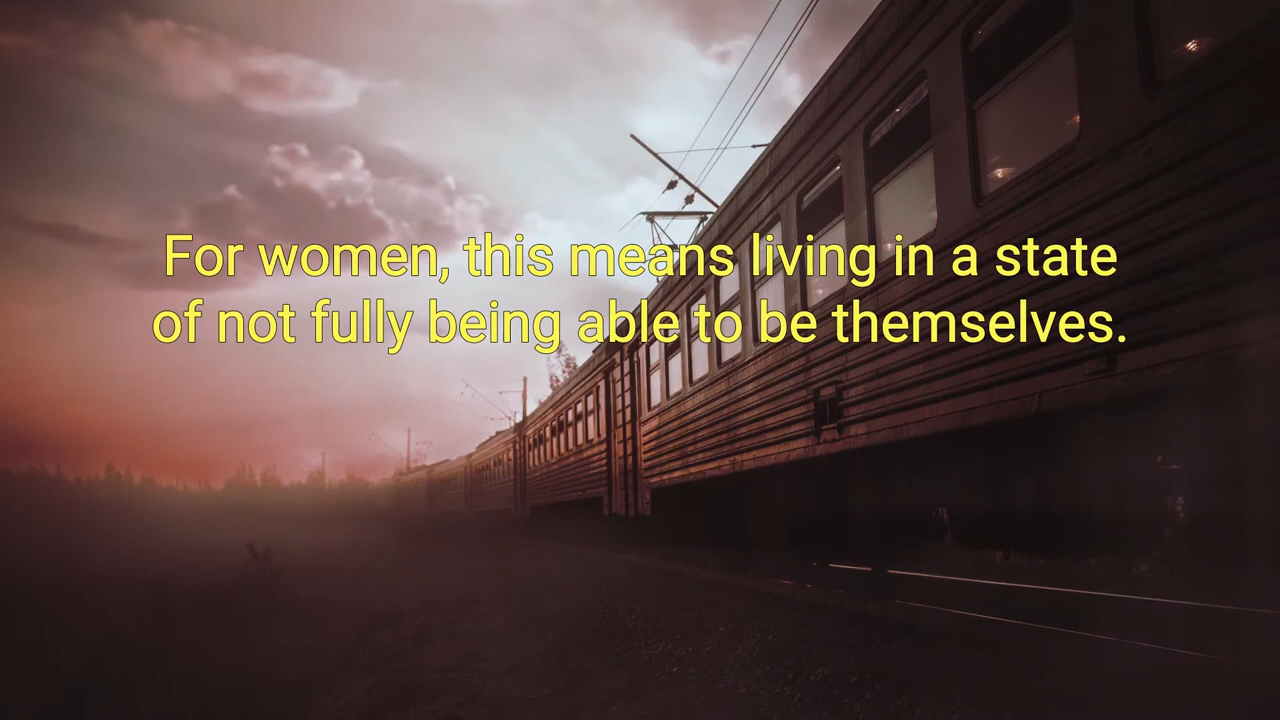 For women, this means living in a state
of not fully being able to be themselves.